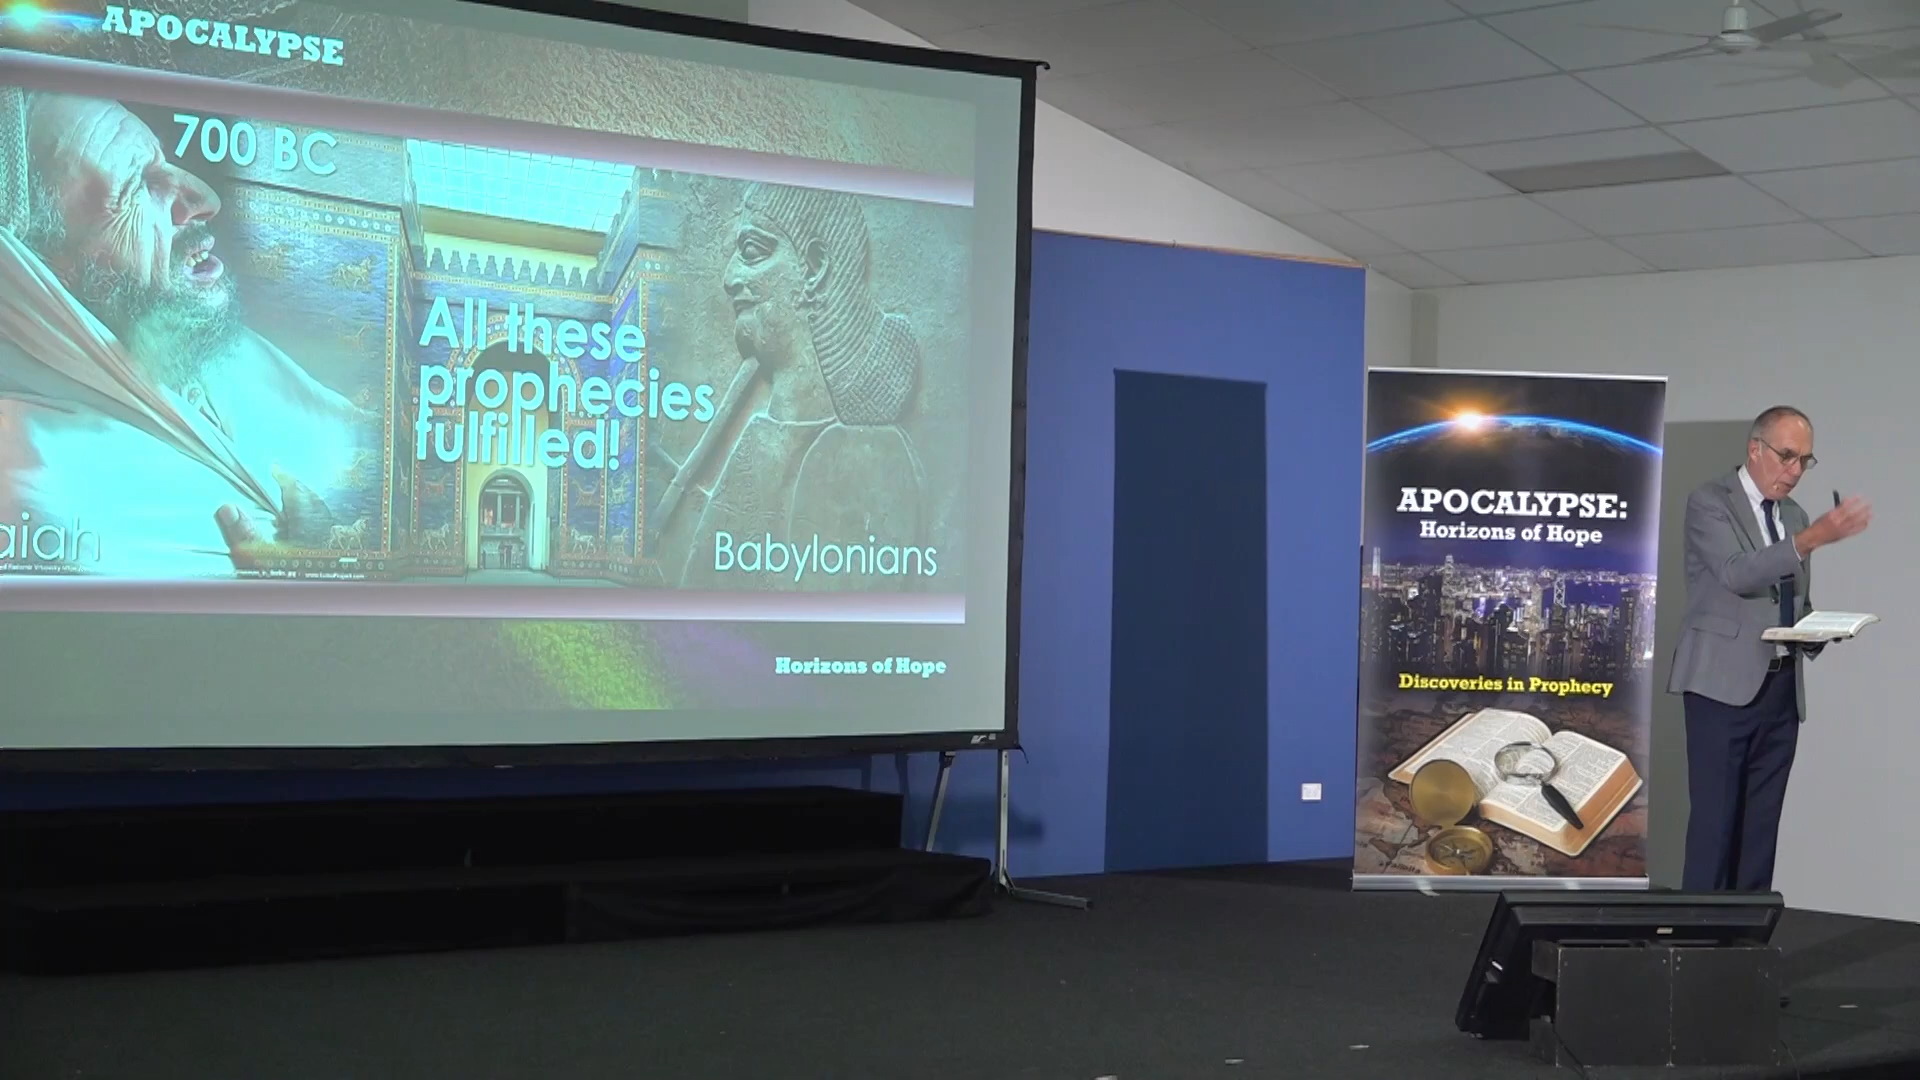 APOCALYPSE
700 BC
All these
prophecies
fulfilled!
aiah
Babylonians
Horizons of Hope
APOCALYPSE:
Horizons of Hope
Discoveries in Prophecy